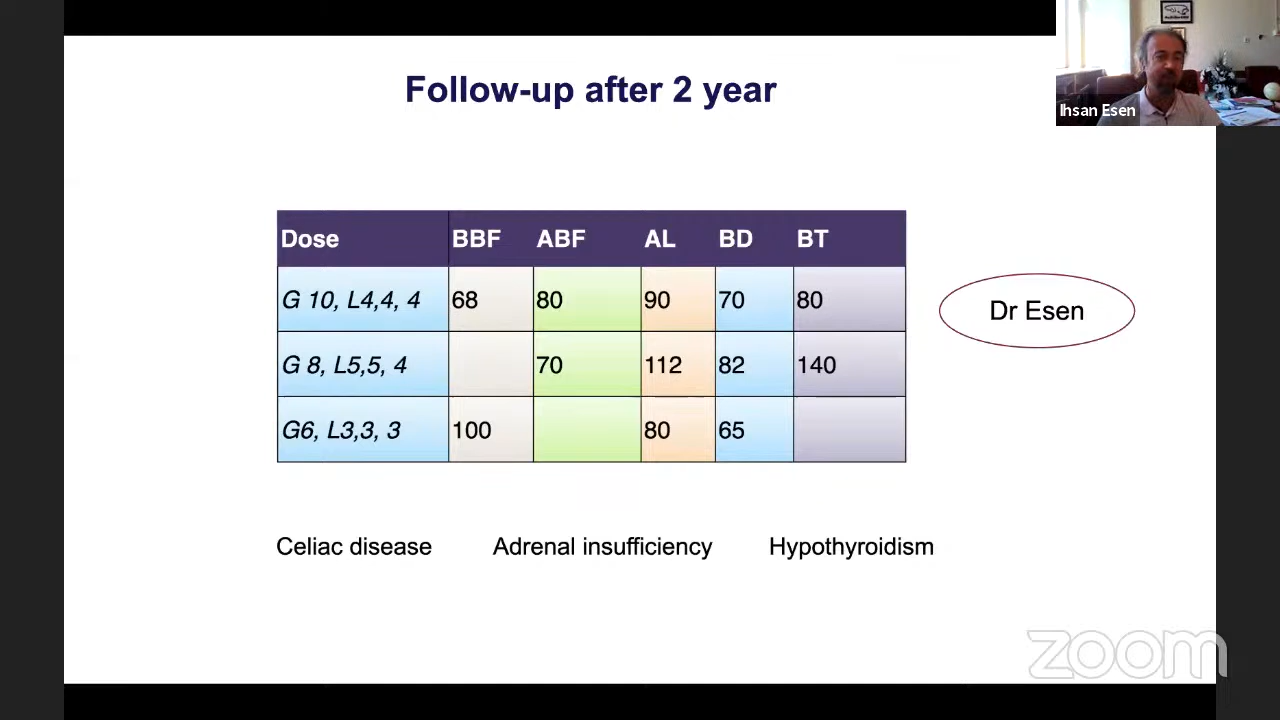 Follow-up after 2 year
Ihsan Esen
Dose BBF ABF AL BD BT
G 10, L4,4, 4 68 80 90 70 80
Dr Esen
G 8, L5,5, 4 70 112 82 140
G6, L3,3, 3 100 80 65
Celiac disease Adrenal insufficiency Hypothyroidism
zoom